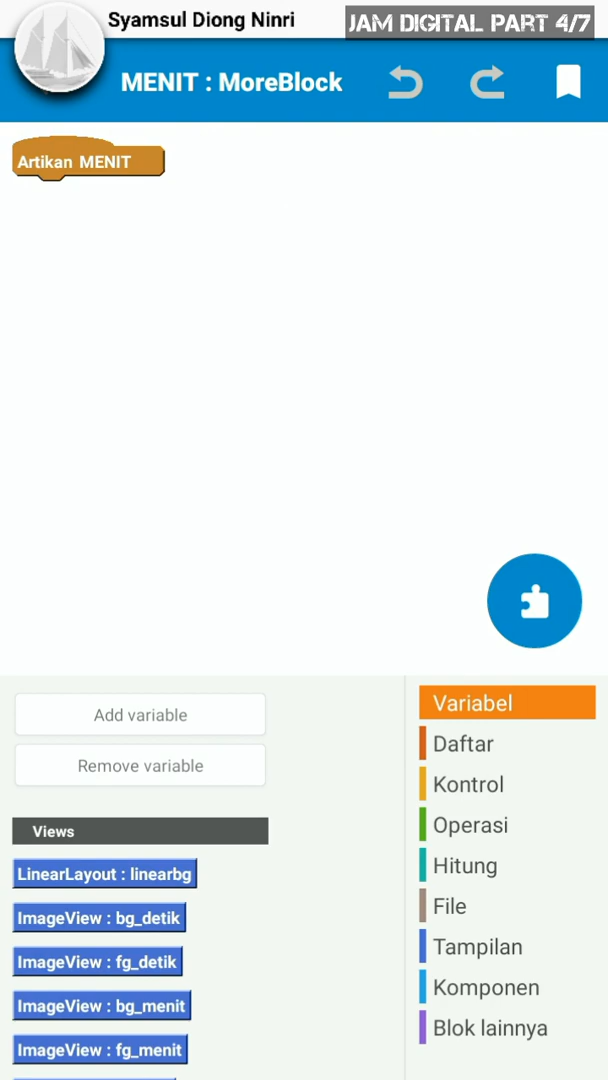 Syamsul Diong Ninri
JAM DIGITAL PART 4/7
MENIT : MoreBlock
Artikan MENIT
Add variable
Remove variable
Views
LinearLayout : linearbg
ImageView : bg_detik
ImageView : fg_detik
ImageView : bg_menit
ImageView : fg_menit
Variabel
Daftar
Kontrol
Operasi
Hitung
File
Tampilan
Komponen
Blok lainnya